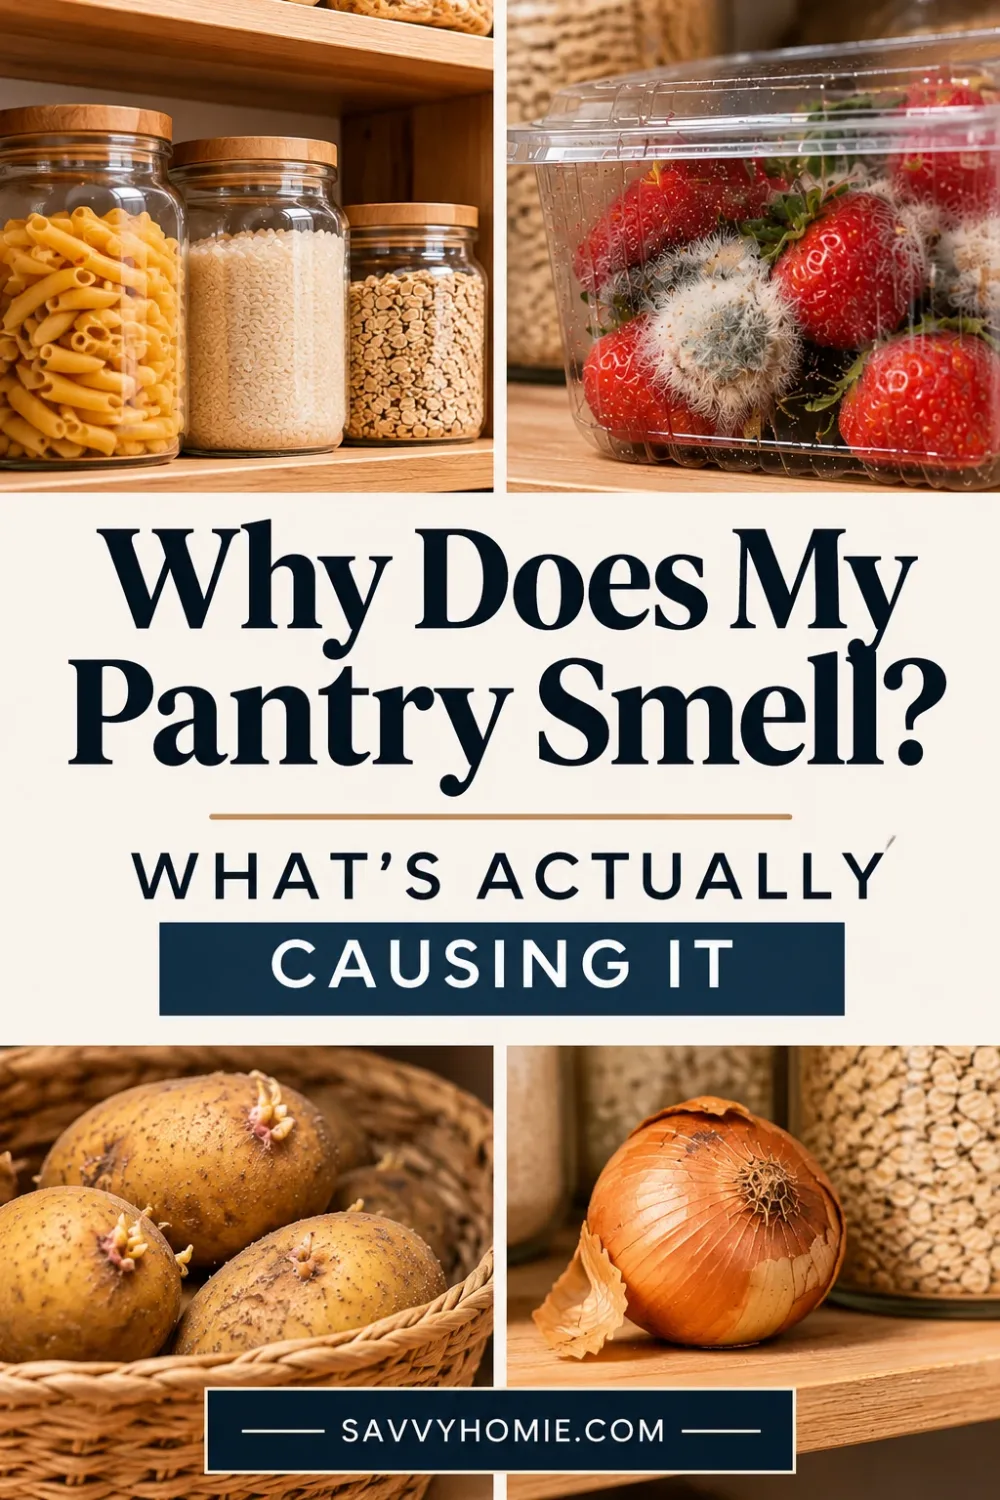 Why Does My
Pantry Smell?
WHAT'S ACTUALLY
CAUSING IT
SAVVYHOMIE.COM